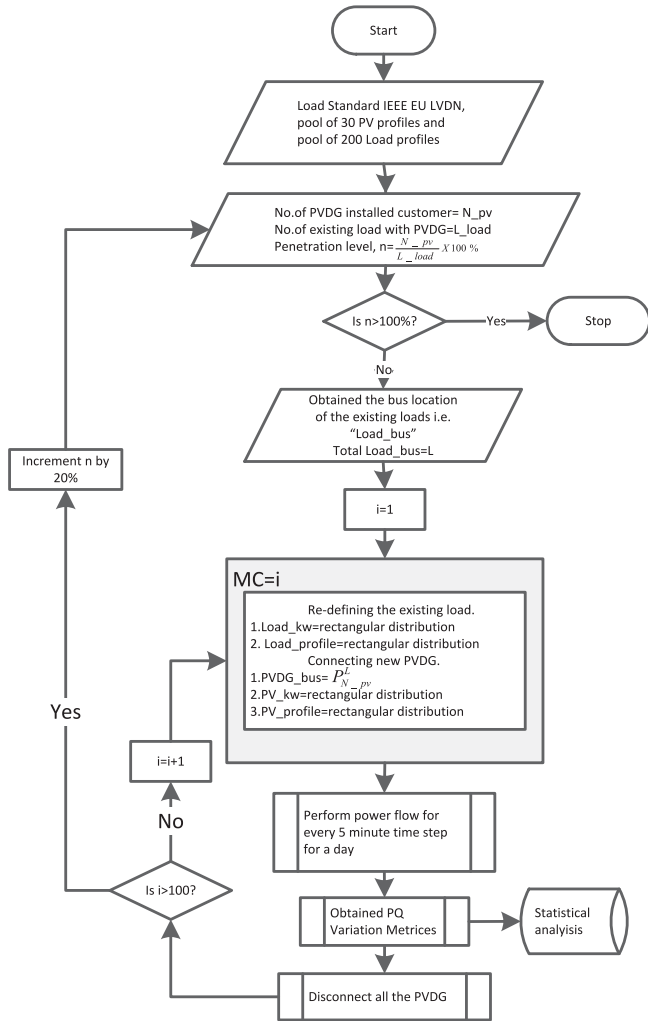 Start
Load Standard IEEE EU LVDN,
pool of 30 PV profiles and
pool of 200 Load profiles
No.of PVDG installed customer= N_pv
No.of existing load with PVDG=L_load
Penetration level, n= N_pv / L_load X 100 %
Is n>100%?
Yes
Stop
No
Obtained the bus location
of the existing loads i.e.
“Load_bus”
Total Load_bus=L
Increment n by
20%
i=1
MC=i
Re-defining the existing load.
1.Load_kw=rectangular distribution
2. Load_profile=rectangular distribution
Connecting new PVDG.
1.PVDG_bus= P^L_N_pv
2.PV_kw=rectangular distribution
3.PV_profile=rectangular distribution
Yes
i=i+1
No
Perform power flow for
every 5 minute time step
for a day
Is i>100?
Obtained PQ
Variation Metrices
Statistical
analyisis
Disconnect all the PVDG